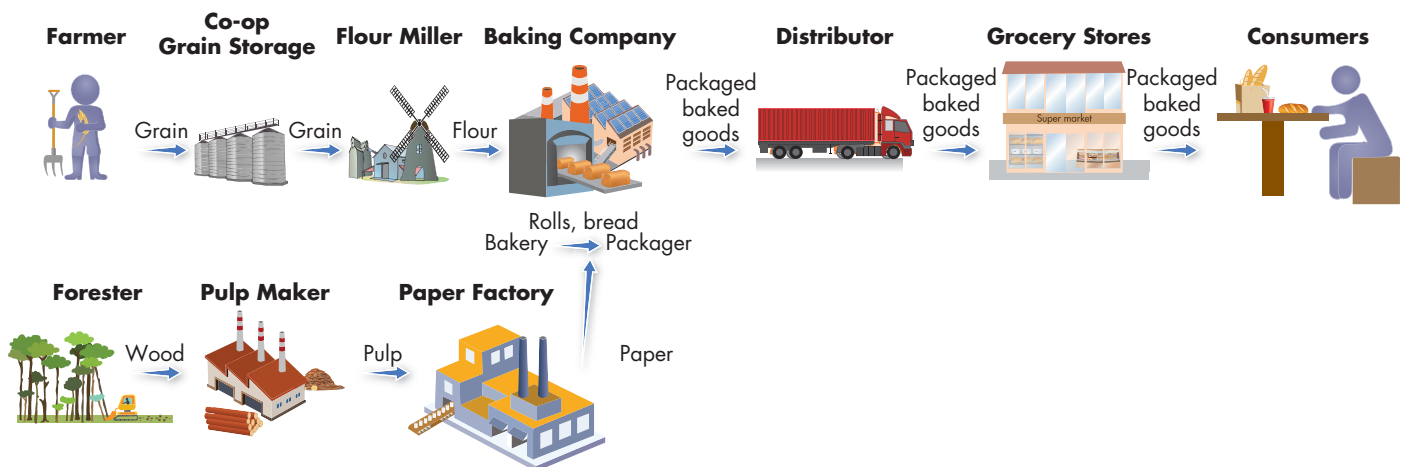 Farmer
Co-op
Grain Storage
Flour Miller
Baking Company
Distributor
Grocery Stores
Consumers
Grain
Grain
Flour
Packaged
baked
goods
Packaged
baked
goods
Packaged
baked
goods
Super market
Rolls, bread
Bakery
Packager
Forester
Pulp Maker
Paper Factory
Wood
Pulp
Paper